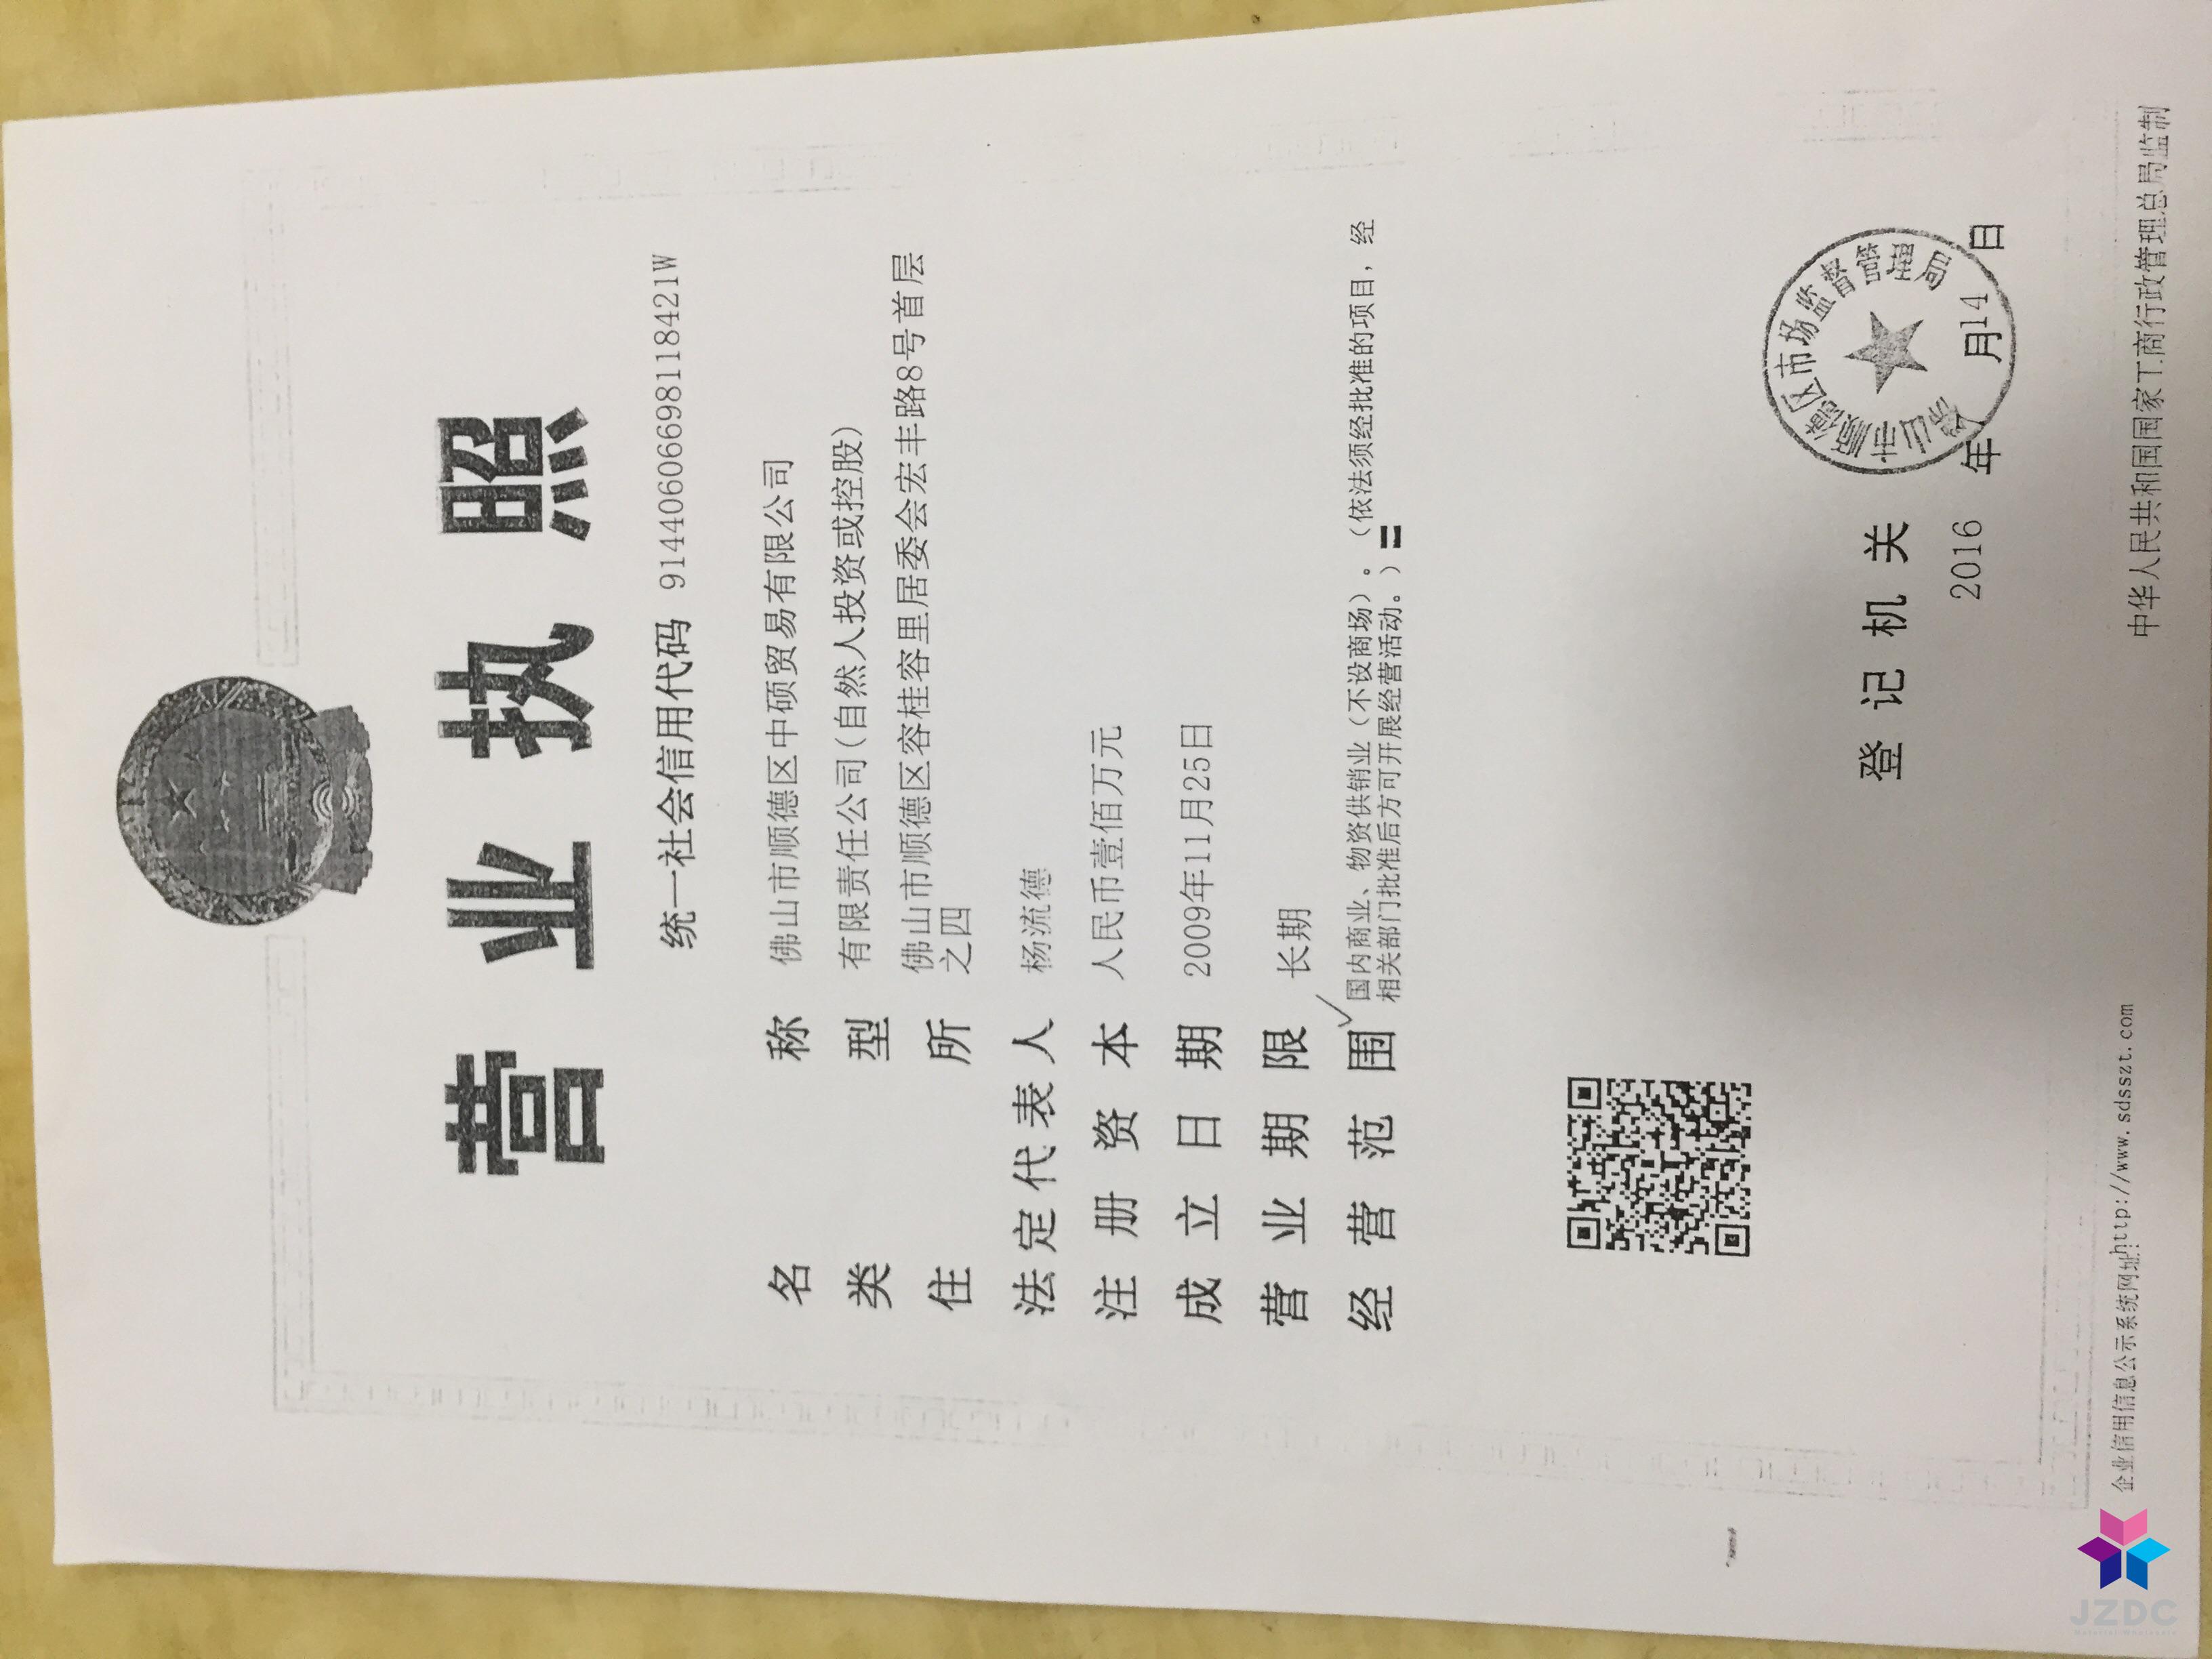 营业执照
统一社会信用代码 91440606698118421W
名称 佛山市顺德区中硕贸易有限公司
类型 有限责任公司(自然人投资或控股)
住所 佛山市顺德区容桂容里居委会宏丰路8号首层
之四
法定代表人 杨流德
注册资本 人民币壹佰万元
成立日期 2009年11月25日
营业期限 长期
经营范围 国内商业、物资供销业(不设商场)。(依法须经批准的项目,经
相关部门批准后方可开展经营活动。)
登记机关
佛山市顺德区市场监督管理局
2016 年 月14 日
企业信用信息公示系统网址:http://www.sdsszt.com
中华人民共和国国家工商行政管理总局监制
JZDC